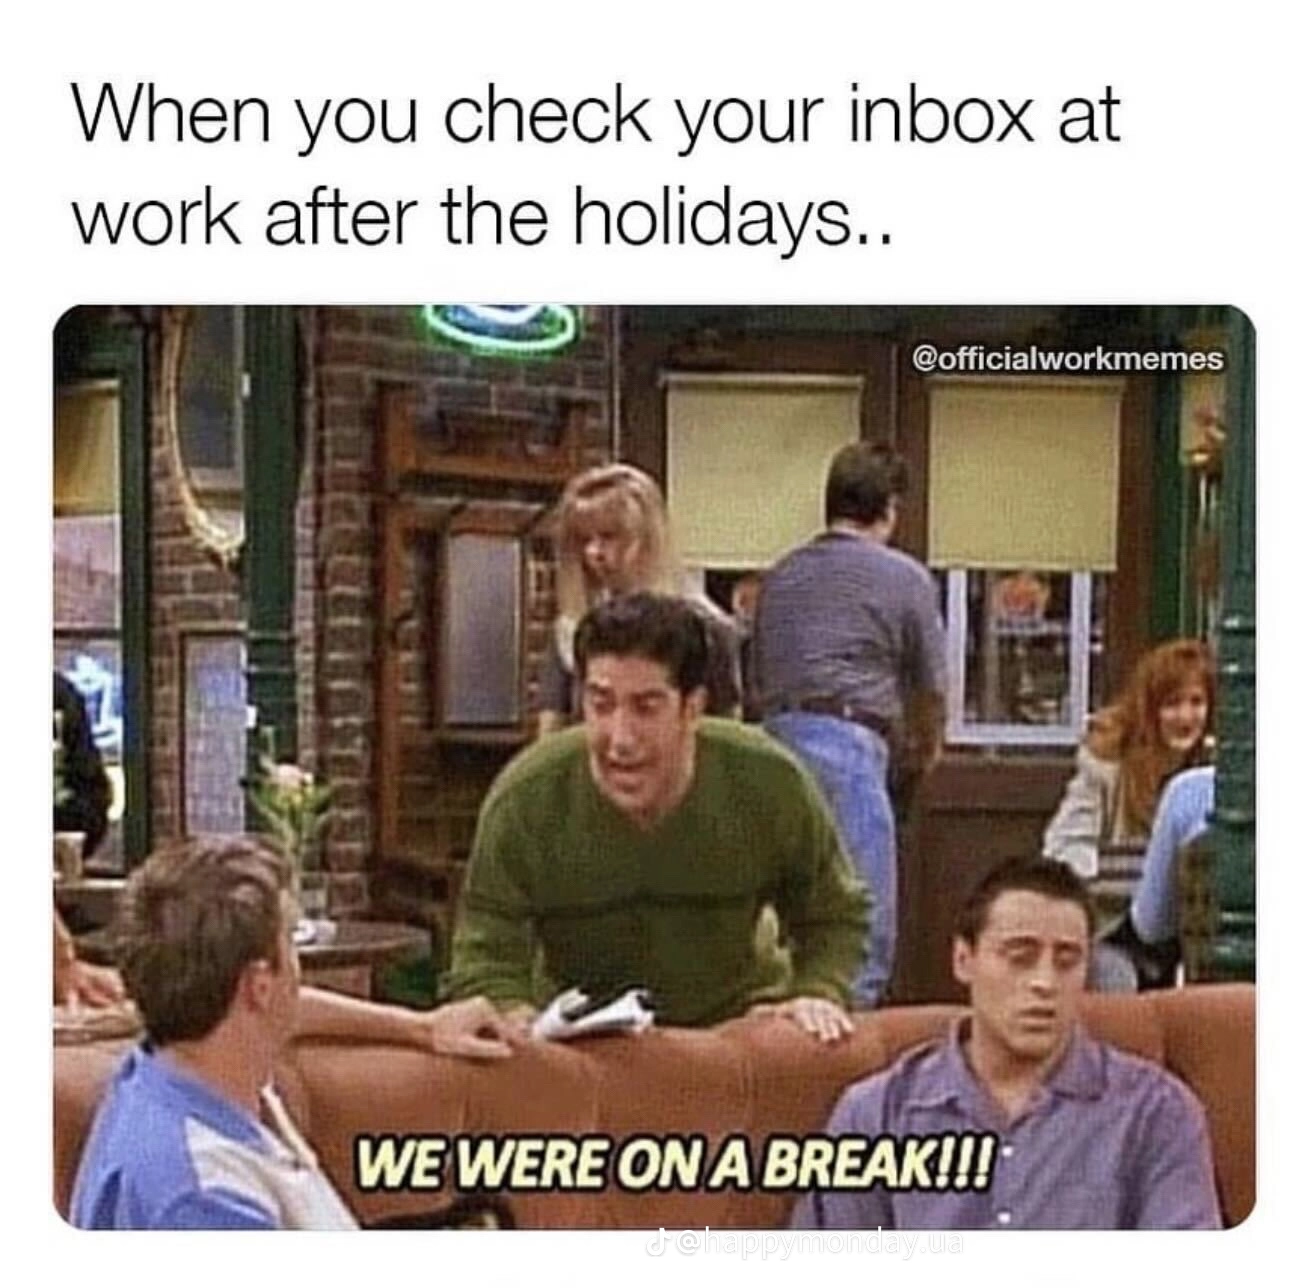 When you check your inbox at
work after the holidays..
@officialworkmemes
WE WERE ON A BREAK!!!
@happymonday.ua